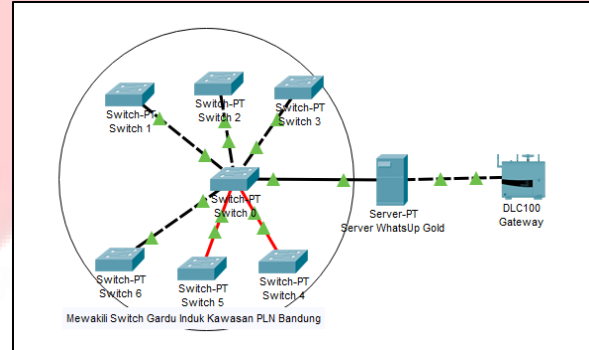 Switch-PT
Switch 1
Switch-PT
Switch 2
Switch-PT
Switch 3
Switch-PT
Switch 0
Server-PT
Server WhatsUp Gold
DLC100
Gateway
Switch-PT
Switch 6
Switch-PT
Switch 5
Switch-PT
Switch 4
Mewakili Switch Gardu Induk Kawasan PLN Bandung